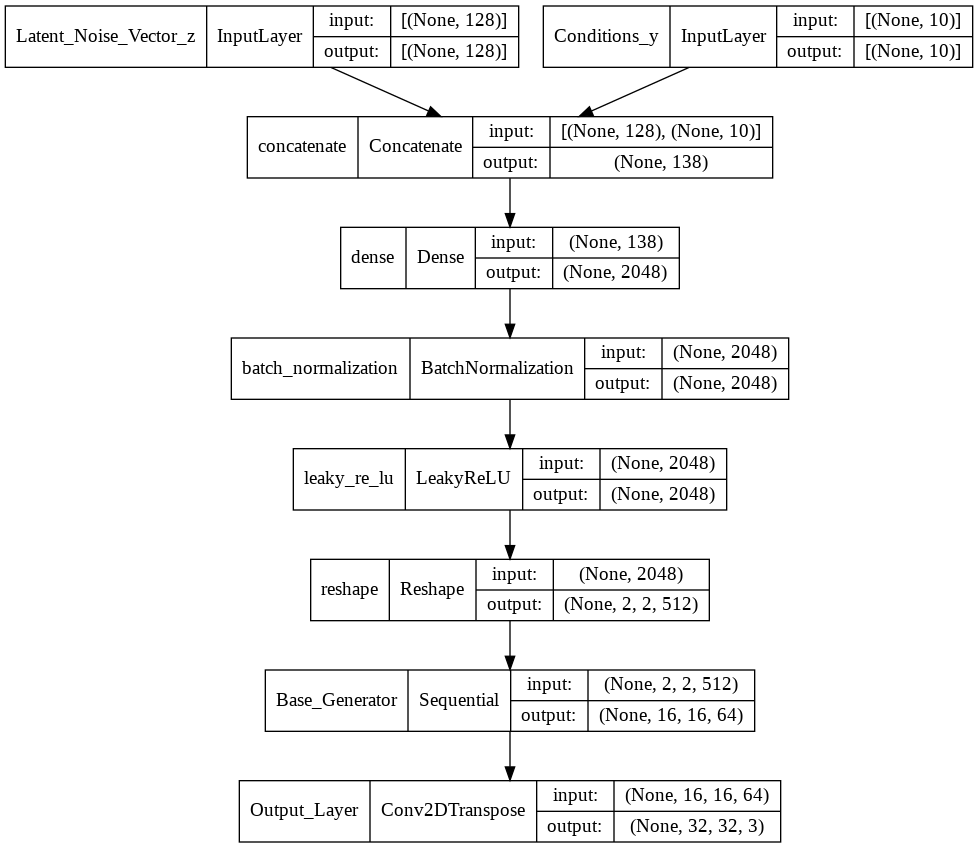 Latent_Noise_Vector_z InputLayer input: [(None, 128)]
output: [(None, 128)]
Conditions_y InputLayer input: [(None, 10)]
output: [(None, 10)]
concatenate Concatenate input: [(None, 128), (None, 10)]
output: (None, 138)
dense Dense input: (None, 138)
output: (None, 2048)
batch_normalization BatchNormalization input: (None, 2048)
output: (None, 2048)
leaky_re_lu LeakyReLU input: (None, 2048)
output: (None, 2048)
reshape Reshape input: (None, 2048)
output: (None, 2, 2, 512)
Base_Generator Sequential input: (None, 2, 2, 512)
output: (None, 16, 16, 64)
Output_Layer Conv2DTranspose input: (None, 16, 16, 64)
output: (None, 32, 32, 3)